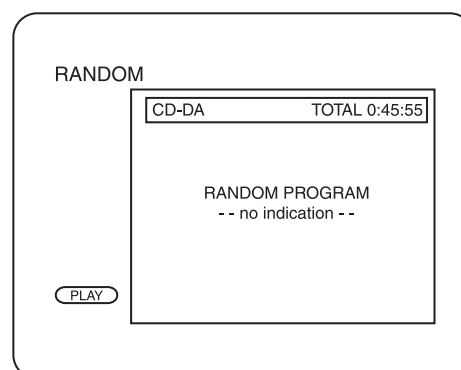 RANDOM
CD-DA TOTAL 0:45:55
RANDOM PROGRAM
- - no indication - -
PLAY